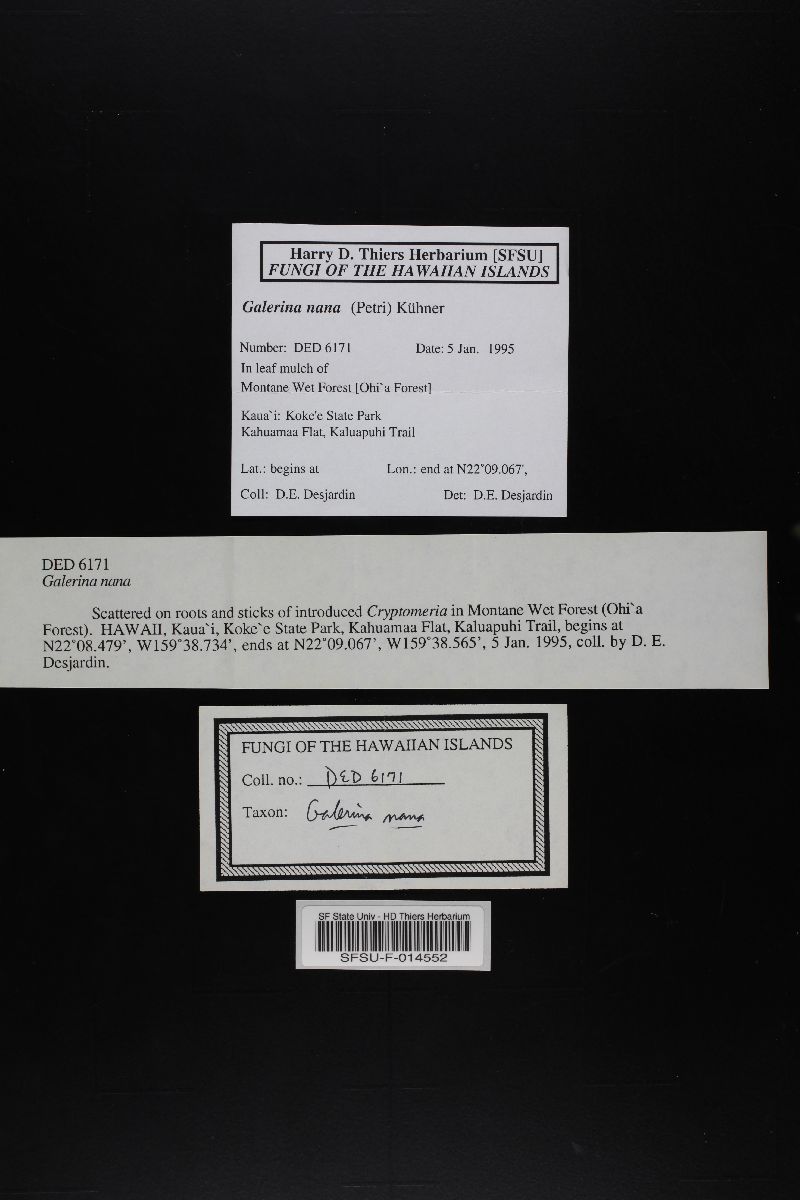 Harry D. Thiers Herbarium [SFSU]
FUNGI OF THE HAWAIIAN ISLANDS
Galerina nana (Petri) Kühner
Number: DED 6171 Date: 5 Jan. 1995
In leaf mulch of
Montane Wet Forest [Ohi`a Forest]
Kaua`i: Koke'e State Park
Kahuamaa Flat, Kaluapuhi Trail
Lat.: begins at Lon.: end at N22°09.067',
Coll: D.E. Desjardin Det: D.E. Desjardin
DED 6171
Galerina nana
Scattered on roots and sticks of introduced Cryptomeria in Montane Wet Forest (Ohi`a
Forest). HAWAII, Kaua`i, Koke`e State Park, Kahuamaa Flat, Kaluapuhi Trail, begins at
N22°08.479', W159°38.734', ends at N22°09.067', W159°38.565', 5 Jan. 1995, coll. by D. E.
Desjardin.
FUNGI OF THE HAWAIIAN ISLANDS
Coll. no.: DED 6171
Taxon: Galerina nana
SF State Univ - HD Thiers Herbarium
SFSU-F-014552